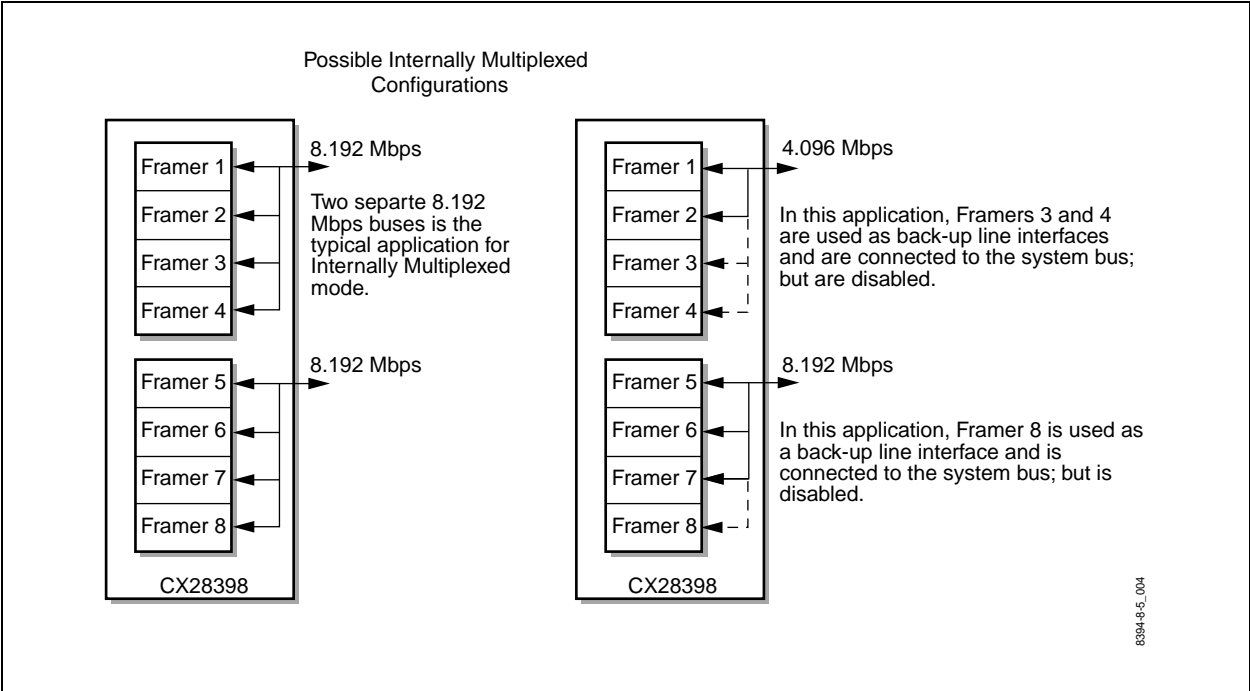 Possible Internally Multiplexed
Configurations
Framer 1
Framer 2
Framer 3
Framer 4
8.192 Mbps
Two separte 8.192
Mbps buses is the
typical application for
Internally Multiplexed
mode.
Framer 5
Framer 6
Framer 7
Framer 8
8.192 Mbps
CX28398
Framer 1
Framer 2
Framer 3
Framer 4
4.096 Mbps
In this application, Framers 3 and 4
are used as back-up line interfaces
and are connected to the system bus;
but are disabled.
Framer 5
Framer 6
Framer 7
Framer 8
8.192 Mbps
In this application, Framer 8 is used as
a back-up line interface and is
connected to the system bus; but is
disabled.
CX28398
8394-8-5_004